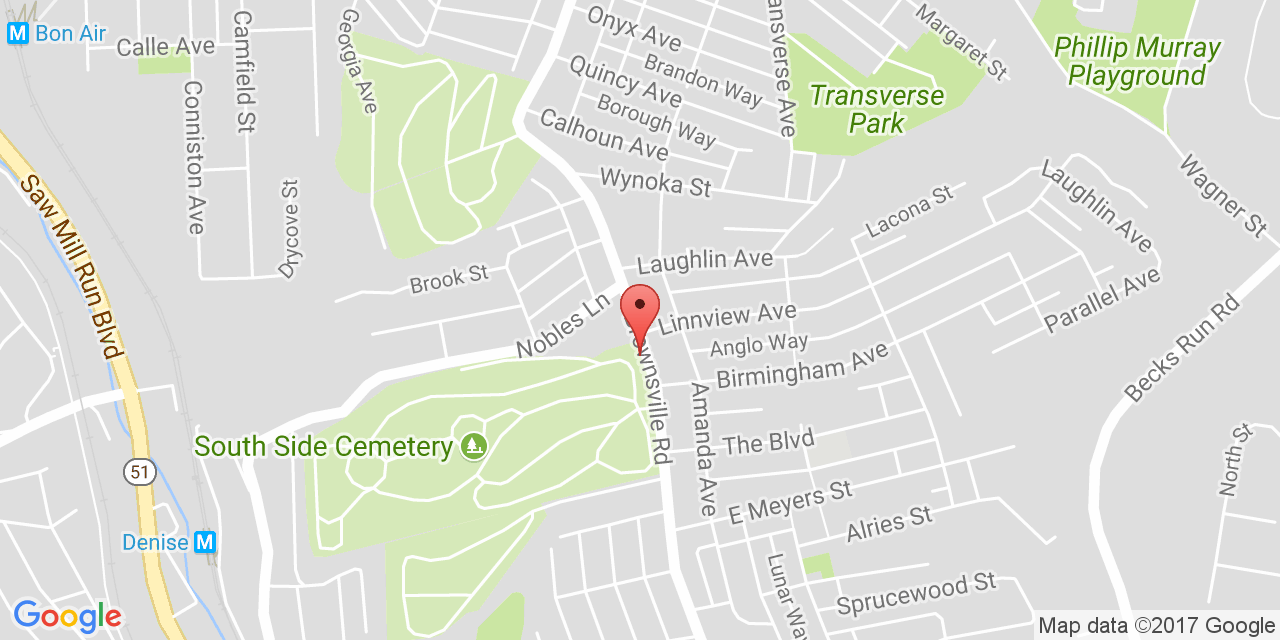 Bon Air
Calle Ave
Camfield St
Conniston Ave
Georgia Ave
Drycove St
Onyx Ave
Brandon Way
Quincy Ave
Borough Way
Calhoun Ave
Wynoka St
Margaret St
Phillip Murray
Playground
Transverse
Park
Wagner St
Laughlin Ave
Lacona St
Laughlin Ave
Parallel Ave
Becks Run Rd
Saw Mill Run Blvd
Brook St
Nobles Ln
Linnview Ave
Anglo Way
Birmingham Ave
Amanda Ave
South Side Cemetery
The Blvd
51
E Meyers St
Alries St
North St
Denise
Sprucewood St
Google
Map data ©2017 Google